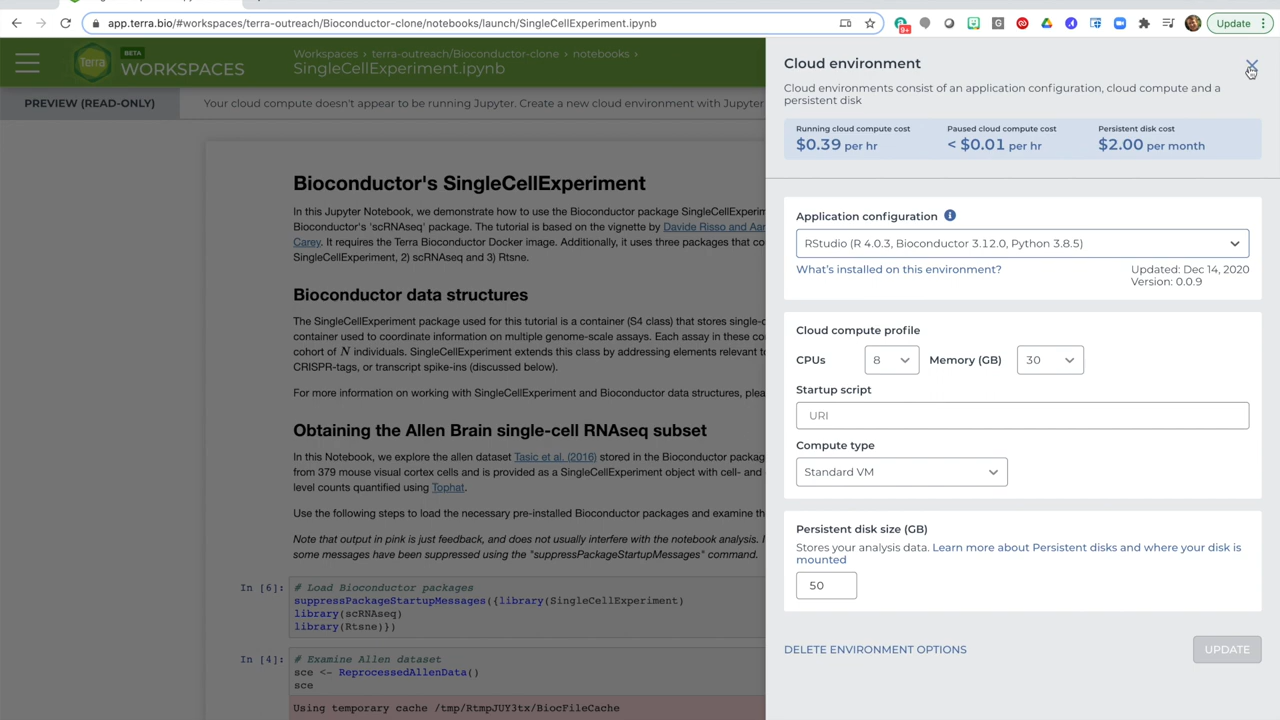 app.terra.bio/#workspaces/terra-outreach/Bioconductor-clone/notebooks/launch/SingleCellExperiment.ipynb
9+
Update
Terra
BETA
WORKSPACES
Workspaces › terra-outreach/Bioconductor-clone › notebooks ›
SingleCellExperiment.ipynb
PREVIEW (READ-ONLY)
Your cloud compute doesn't appear to be running Jupyter. Create a new cloud environment with Jupyter
Bioconductor's SingleCellExperiment
In this Jupyter Notebook, we demonstrate how to use the Bioconductor package SingleCellExperim
Bioconductor's 'scRNAseq' package. The tutorial is based on the vignette by Davide Risso and Aar
Carey. It requires the Terra Bioconductor Docker image. Additionally, it uses three packages that co
SingleCellExperiment, 2) scRNAseq and 3) Rtsne.
Bioconductor data structures
The SingleCellExperiment package used for this tutorial is a container (S4 class) that stores single-c
container used to coordinate information on multiple genome-scale assays. Each assay in these co
cohort of N individuals. SingleCellExperiment extends this class by addressing elements relevant to
CRISPR-tags, or transcript spike-ins (discussed below).
For more information on working with SingleCellExperiment and Bioconductor data structures, plea
Obtaining the Allen Brain single-cell RNAseq subset
In this Notebook, we explore the allen dataset Tasic et al. (2016) stored in the Bioconductor packag
from 379 mouse visual cortex cells and is provided as a SingleCellExperiment object with cell- and
level counts quantified using Tophat.
Use the following steps to load the necessary pre-installed Bioconductor packages and examine th
Note that output in pink is just feedback, and does not usually interfere with the notebook analysis. I
some messages have been suppressed using the "suppressPackageStartupMessages" command.
In [6]: # Load Bioconductor packages
suppressPackageStartupMessages({library(SingleCellExperiment)
library(scRNAseq)
library(Rtsne)})
In [4]: # Examine Allen dataset
sce <- ReprocessedAllenData()
sce
Using temporary cache /tmp/RtmpJUY3tx/BiocFileCache
Cloud environment
Cloud environments consist of an application configuration, cloud compute and a
persistent disk
Running cloud compute cost
$0.39 per hr
Paused cloud compute cost
< $0.01 per hr
Persistent disk cost
$2.00 per month
Application configuration
RStudio (R 4.0.3, Bioconductor 3.12.0, Python 3.8.5)
What's installed on this environment?
Updated: Dec 14, 2020
Version: 0.0.9
Cloud compute profile
CPUs 8 Memory (GB) 30
Startup script
URI
Compute type
Standard VM
Persistent disk size (GB)
Stores your analysis data. Learn more about Persistent disks and where your disk is
mounted
50
DELETE ENVIRONMENT OPTIONS
UPDATE